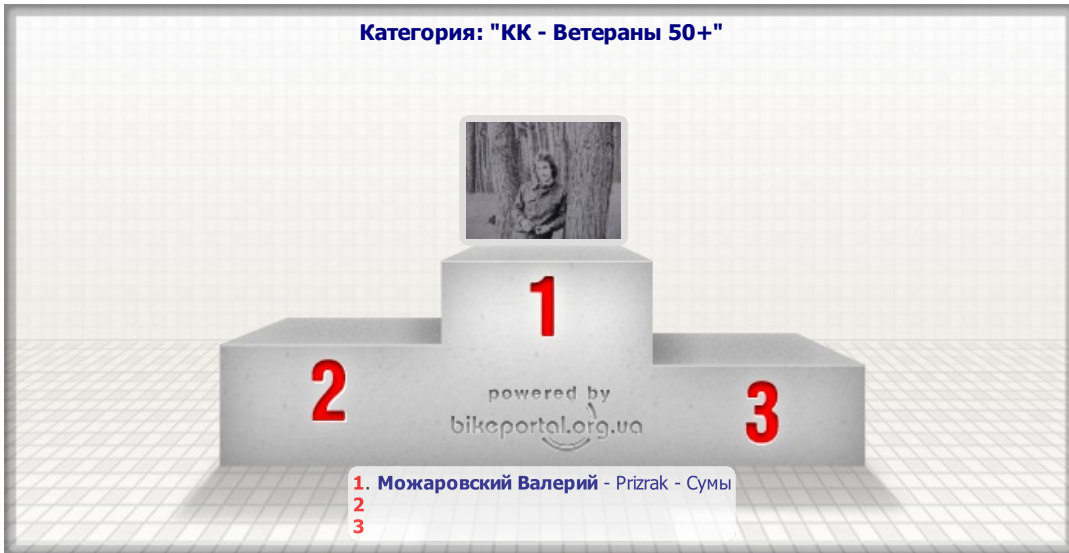 Категория: "КК - Ветераны 50+"
1
2
3
powered by
bikeportal.org.ua
1. Можаровский Валерий - Prizrak - Сумы
2
3